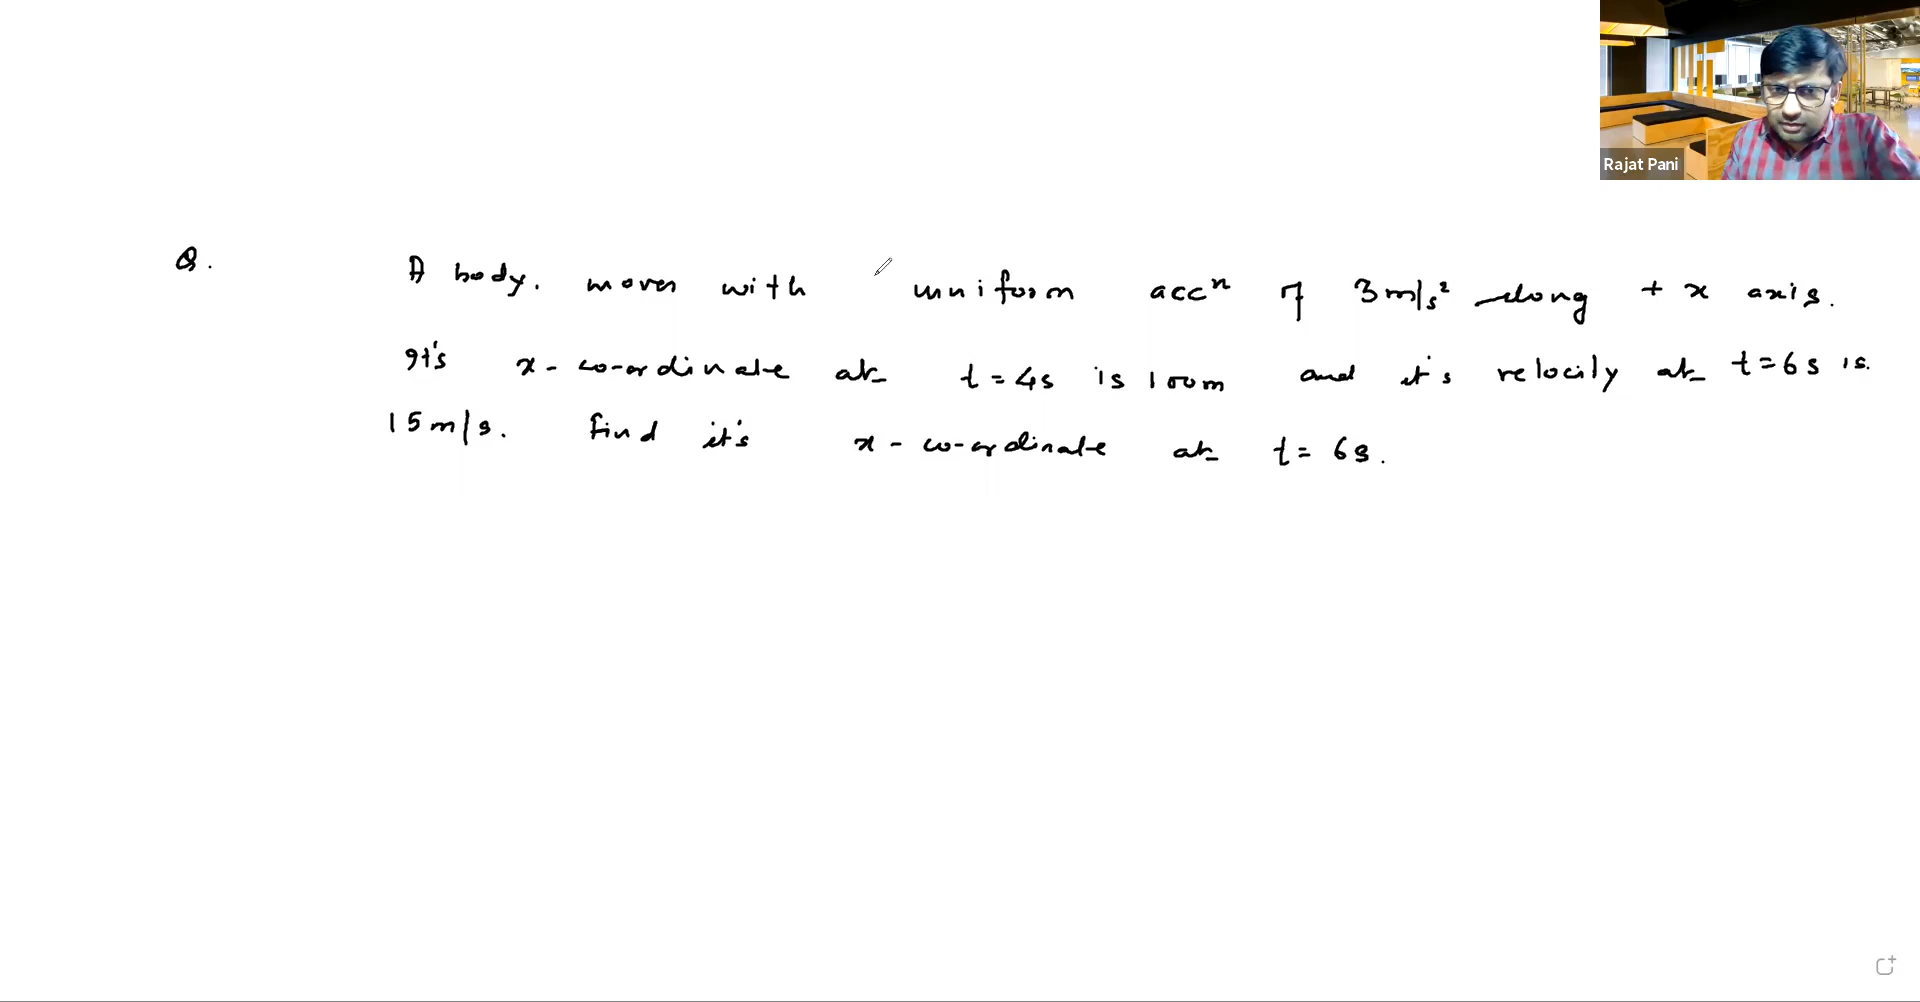 Rajat Pani
Q. A body. moves with uniform accⁿ of 3m/s² along + x axis.
It's x - co-ordinate at t = 4s is 100m and it's velocity at t = 6s is.
15m/s. find it's x - co-ordinate at t = 6s.